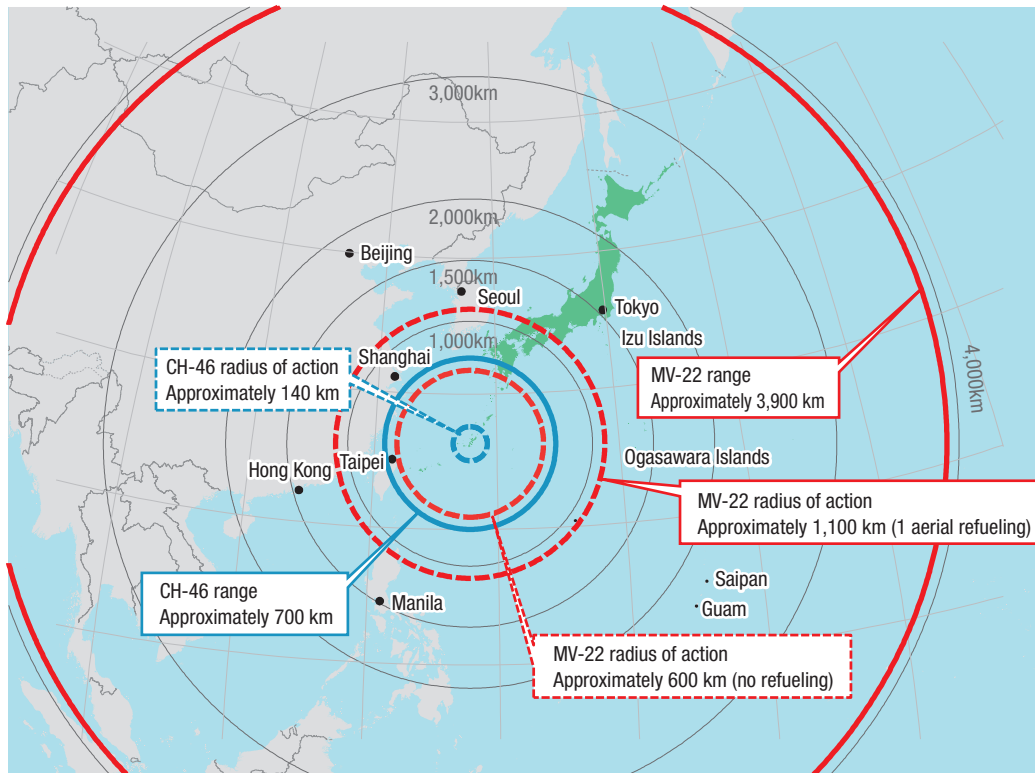 3,000km
2,000km
Beijing
1,500km
Seoul
Tokyo
Izu Islands
1,000km
Shanghai
CH-46 radius of action
Approximately 140 km
MV-22 range
Approximately 3,900 km
4,000km
Taipei
Hong Kong
Ogasawara Islands
MV-22 radius of action
Approximately 1,100 km (1 aerial refueling)
CH-46 range
Approximately 700 km
Manila
Saipan
Guam
MV-22 radius of action
Approximately 600 km (no refueling)